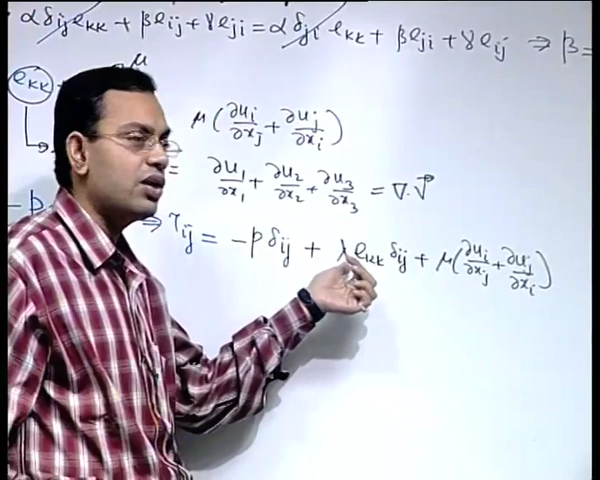 αδij ekk + βeij + γeji = αδji ekk + βeji + γeij ⇒ β =
ekk μ
μ(∂ui/∂xj + ∂uj/∂xi)
= ∂u1/∂x1 + ∂u2/∂x2 + ∂u3/∂x3 = ∇.V⃗
-p ⇒ τij = -pδij + λekk δij + μ(∂ui/∂xj + ∂uj/∂xi)